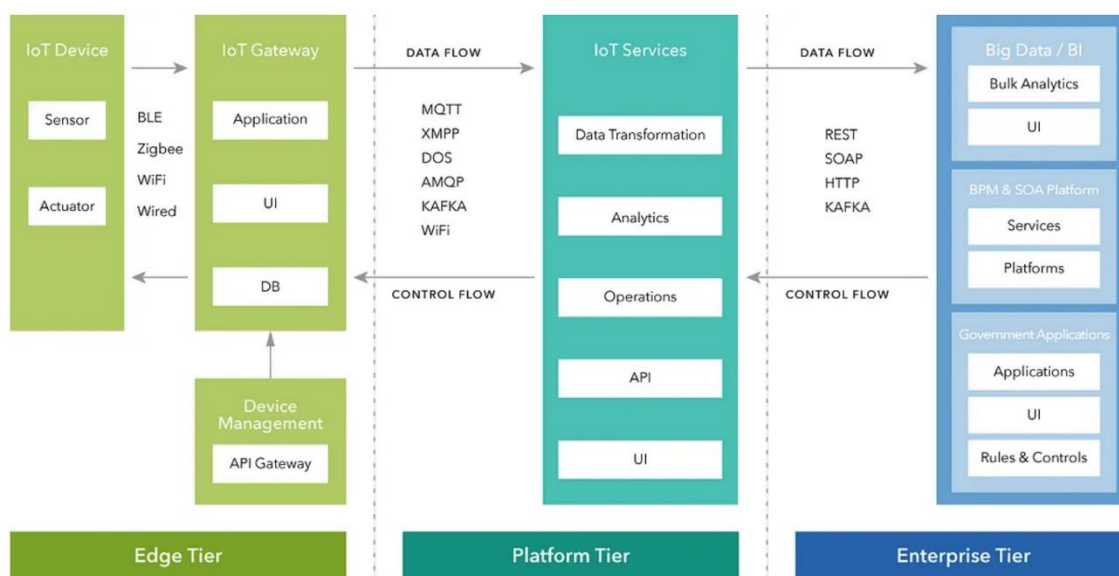 IoT Device
Sensor
Actuator
BLE
Zigbee
WiFi
Wired
IoT Gateway
Application
UI
DB
Device
Management
API Gateway
DATA FLOW
MQTT
XMPP
DOS
AMQP
KAFKA
WiFi
CONTROL FLOW
IoT Services
Data Transformation
Analytics
Operations
API
UI
DATA FLOW
REST
SOAP
HTTP
KAFKA
CONTROL FLOW
Big Data / BI
Bulk Analytics
UI
BPM & SOA Platform
Services
Platforms
Government Applications
Applications
UI
Rules & Controls
Edge Tier
Platform Tier
Enterprise Tier